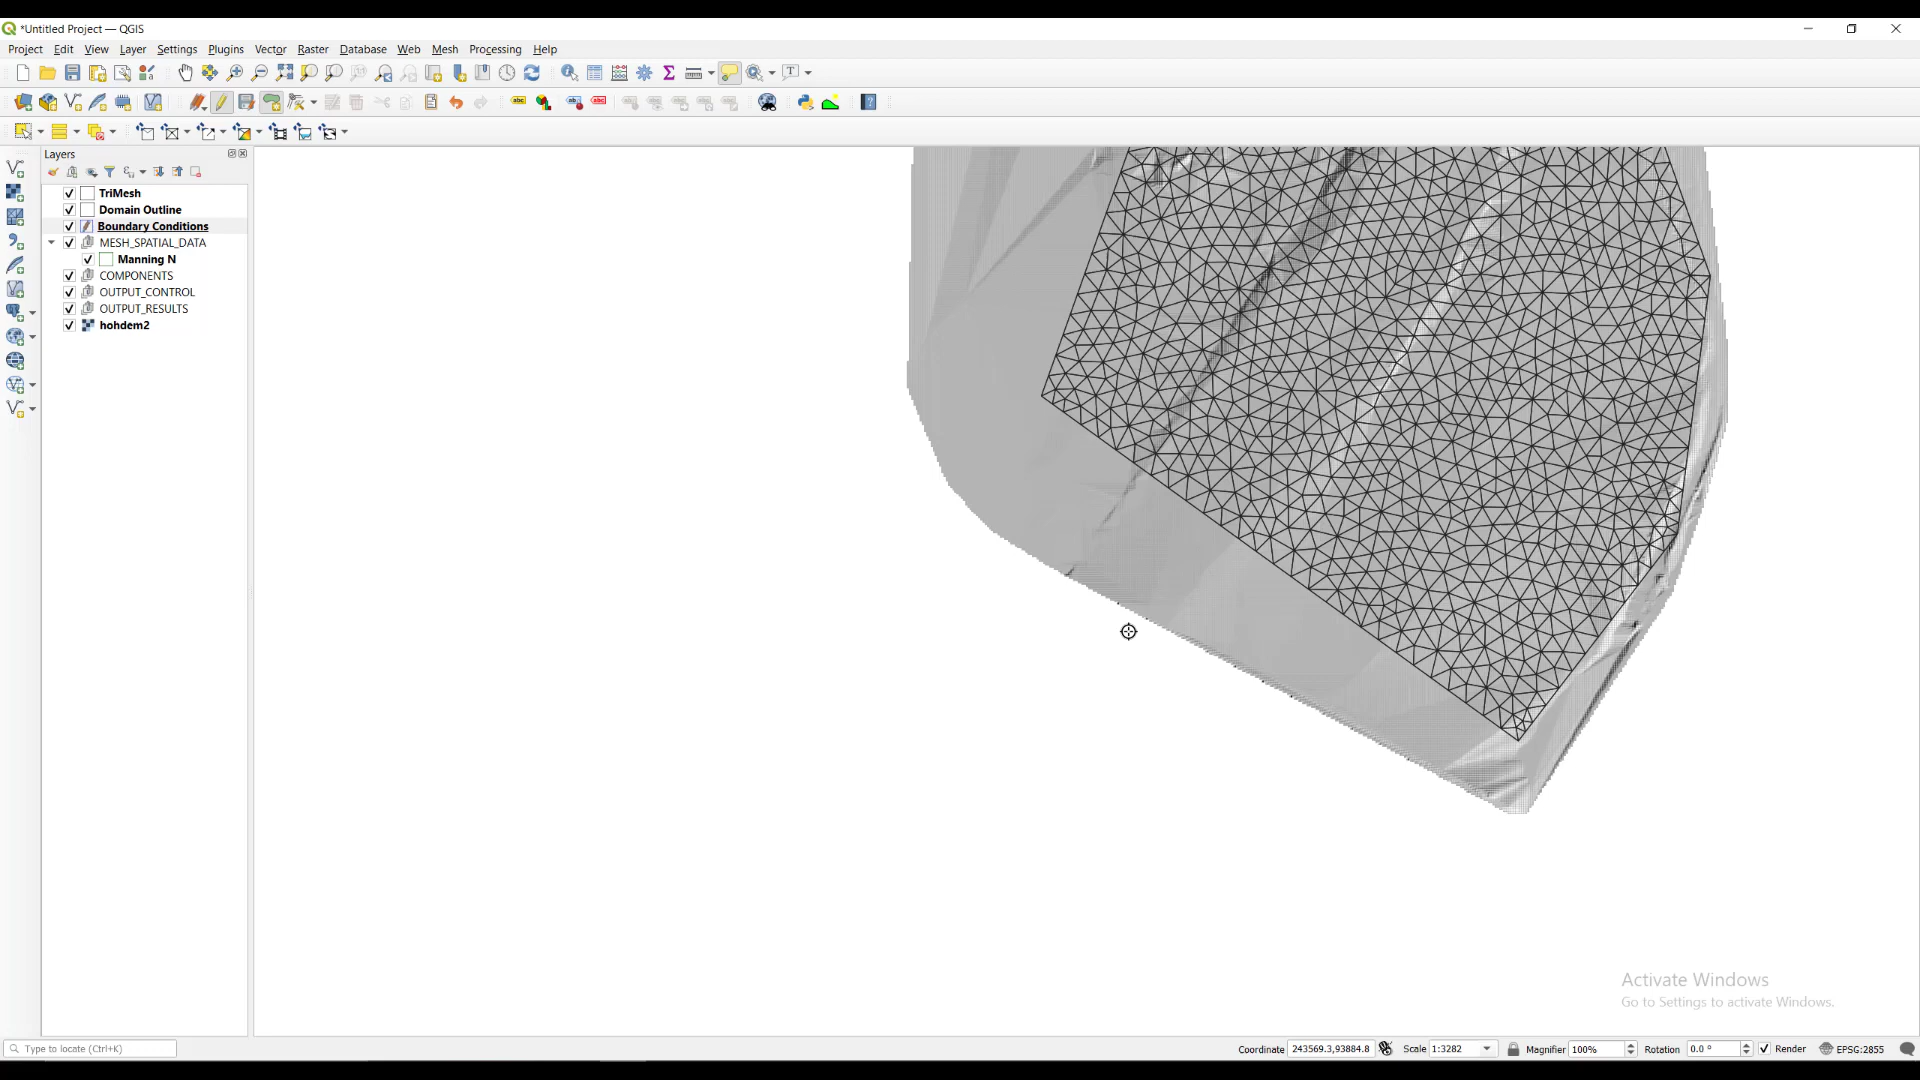 *Untitled Project — QGIS
Project Edit View Layer Settings Plugins Vector Raster Database Web Mesh Processing Help
Layers
TriMesh
Domain Outline
Boundary Conditions
MESH_SPATIAL_DATA
Manning N
COMPONENTS
OUTPUT_CONTROL
OUTPUT_RESULTS
hohdem2
Activate Windows
Go to Settings to activate Windows.
Type to locate (Ctrl+K)
Coordinate 243569.3,93884.8 Scale 1:3282 Magnifier 100% Rotation 0.0 ° Render EPSG:2855